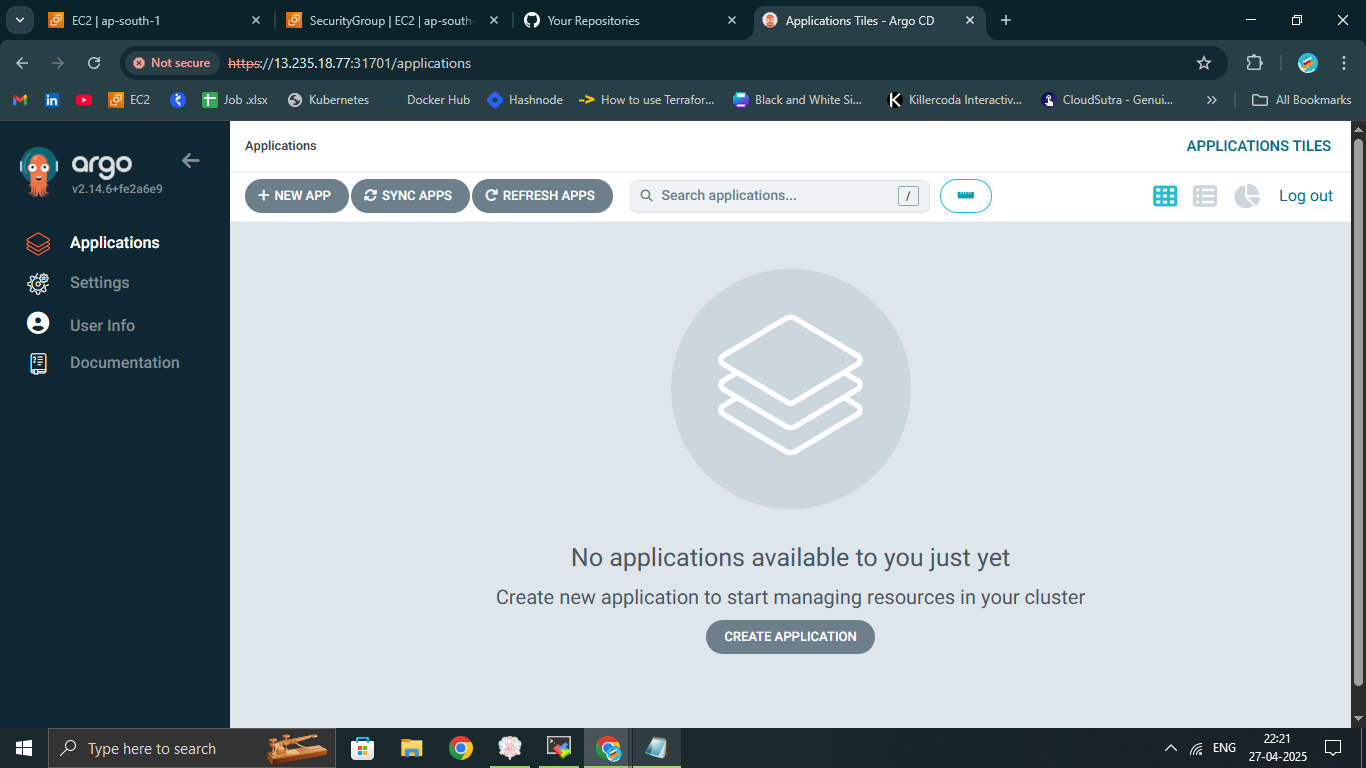 EC2 | ap-south-1
SecurityGroup | EC2 | ap-south-
Your Repositories
Applications Tiles - Argo CD
Not secure
https://13.235.18.77:31701/applications
EC2
Job .xlsx
Kubernetes
Docker Hub
Hashnode
How to use Terrafor...
Black and White Si...
Killercoda Interactiv...
CloudSutra - Genui...
All Bookmarks
argo
v2.14.6+fe2a6e9
Applications
Settings
User Info
Documentation
Applications
APPLICATIONS TILES
NEW APP
SYNC APPS
REFRESH APPS
Search applications...
/
Log out
No applications available to you just yet
Create new application to start managing resources in your cluster
CREATE APPLICATION
Type here to search
ENG
22:21
27-04-2025